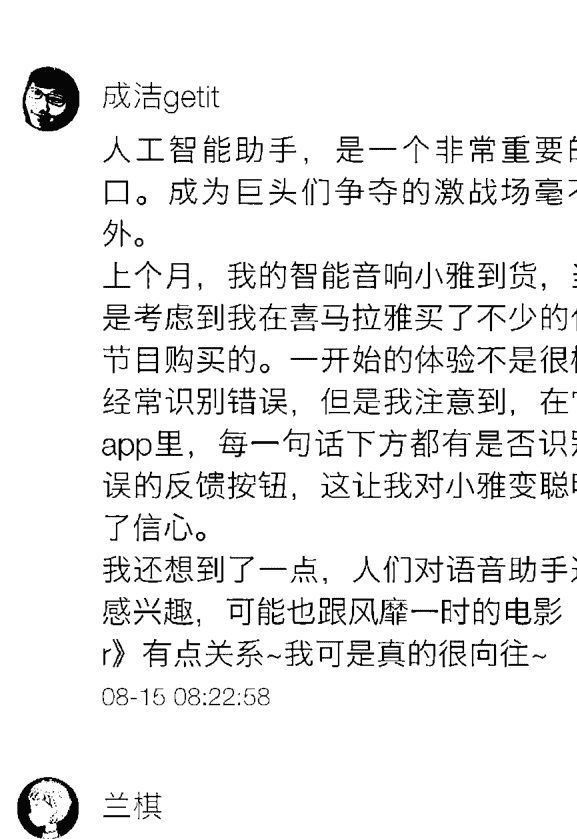 成洁getit
人工智能助手，是一个非常重要
口。成为巨头们争夺的激战场毫
外。
上个月，我的智能音响小雅到货，
是考虑到我在喜马拉雅买了不少的
节目购买的。一开始的体验不是很
经常识别错误，但是我注意到，在
app里，每一句话下方都有是否识
误的反馈按钮，这让我对小雅变聪
了信心。
我还想到了一点，人们对语音助手
感兴趣，可能也跟风靡一时的电影
r》有点关系~我可是真的很向往~
08-15 08:22:58
兰棋